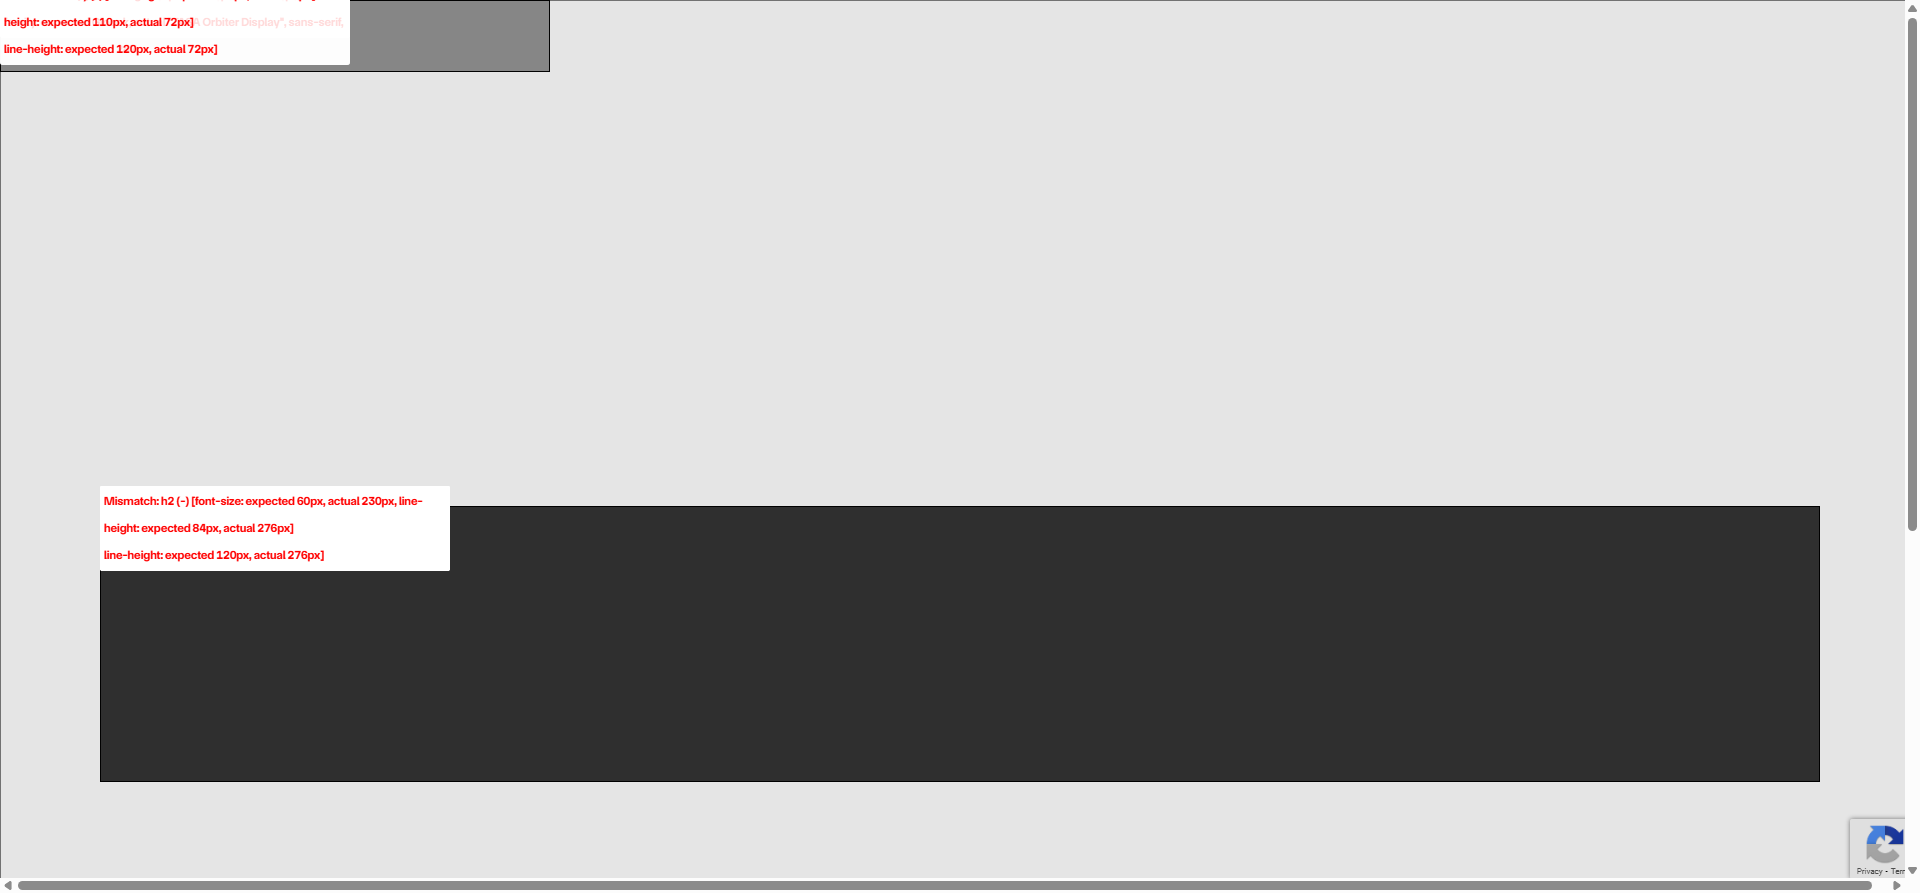 height: expected 110px, actual 72px] A Orbiter Display", sans-serif,
line-height: expected 120px, actual 72px]
Mismatch: h2 (-) [font-size: expected 60px, actual 230px, line-
height: expected 84px, actual 276px]
line-height: expected 120px, actual 276px]
Privacy - Terr